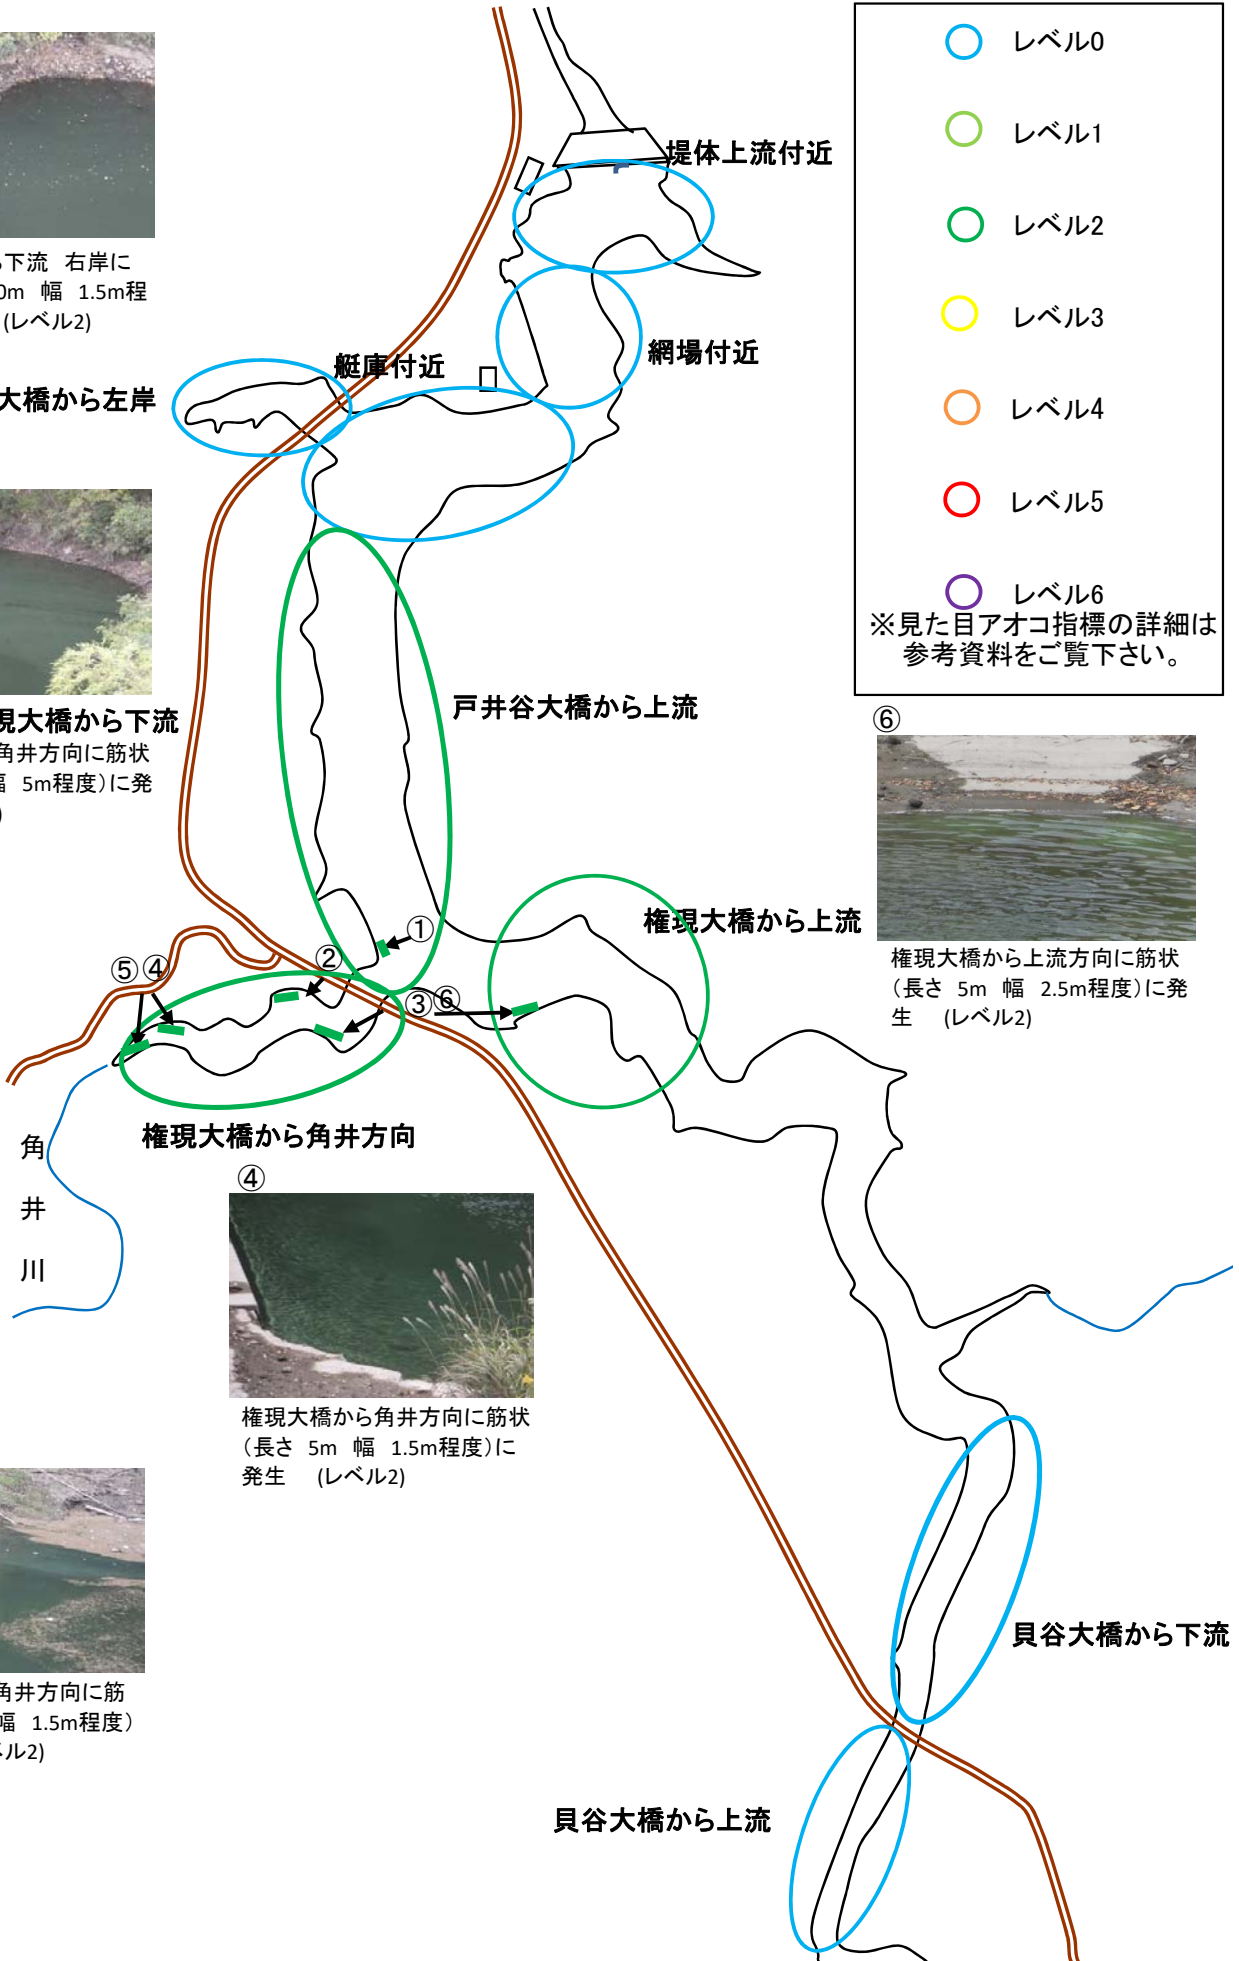 レベル0
レベル1
レベル2
レベル3
レベル4
レベル5
レベル6
※見た目アオコ指標の詳細は
参考資料をご覧下さい。
堤体上流付近
下流 右岸に
0m 幅 1.5m程
(レベル2)
網場付近
艇庫付近
大橋から左岸
戸井谷大橋から上流
現大橋から下流
角井方向に筋状
幅 5m程度)に発
⑥
権現大橋から上流方向に筋状
(長さ 5m 幅 2.5m程度)に発
生 (レベル2)
権現大橋から上流
①
②
③⑥
⑤④
権現大橋から角井方向
角
井
川
④
権現大橋から角井方向に筋状
(長さ 5m 幅 1.5m程度)に
発生 (レベル2)
角井方向に筋
幅 1.5m程度)
ル2)
貝谷大橋から下流
貝谷大橋から上流